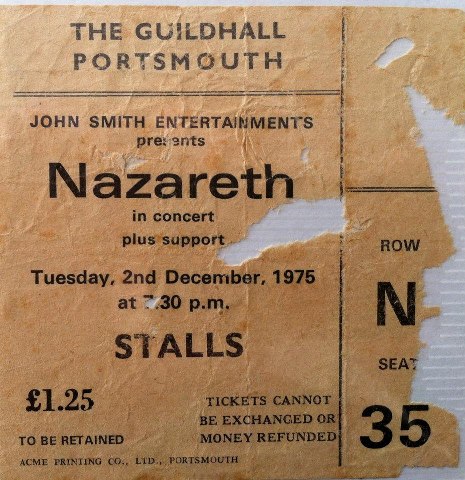 THE GUILDHALL
PORTSMOUTH
JOHN SMITH ENTERTAINMENTS
presents
Nazareth
in concert
plus support
Tuesday, 2nd December, 1975
at 7.30 p.m.
STALLS
£1.25
TICKETS CANNOT
BE EXCHANGED OR
MONEY REFUNDED
TO BE RETAINED
ACME PRINTING CO., LTD., PORTSMOUTH
ROW
N
SEAT
35